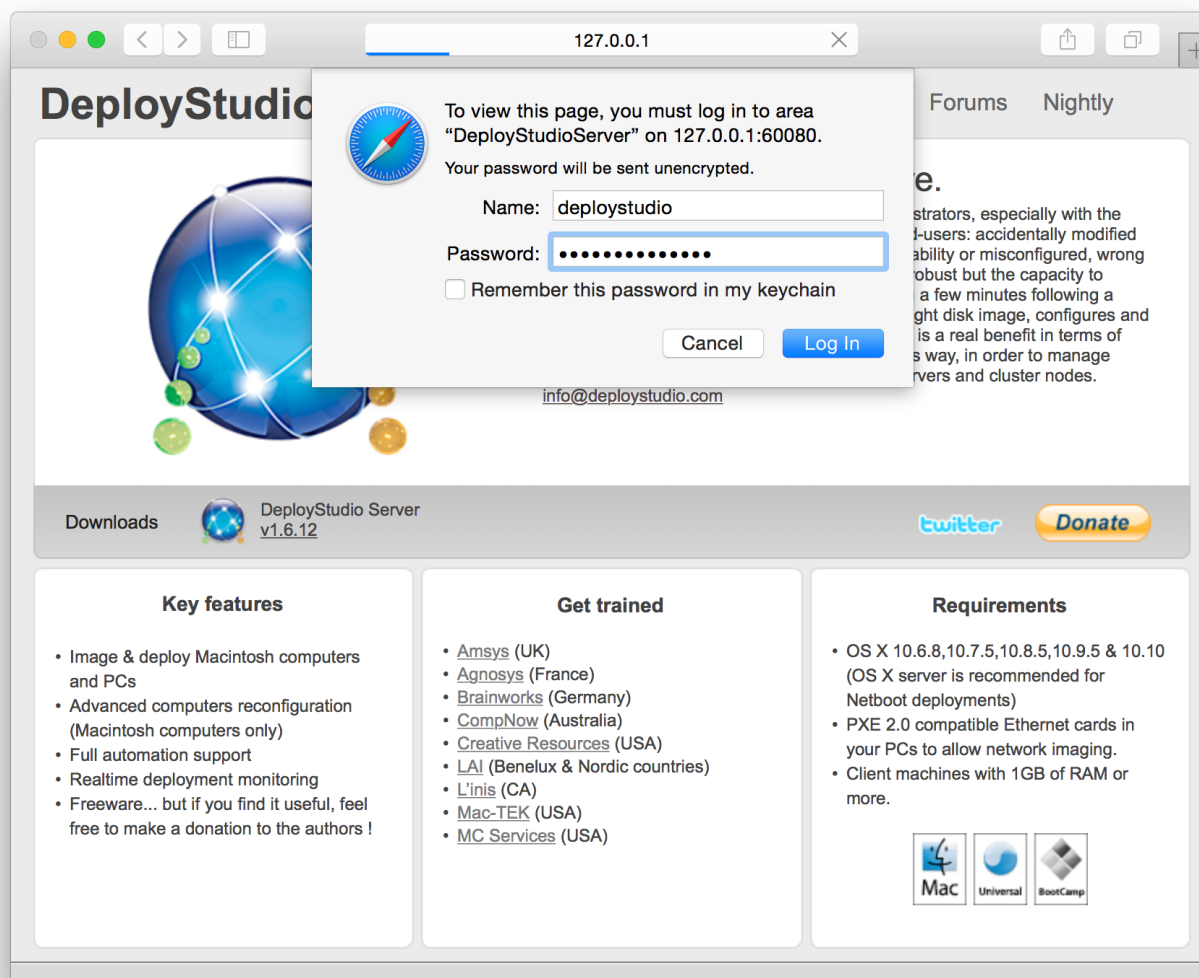 127.0.0.1
DeployStudio
Forums
Nightly
To view this page, you must log in to area
“DeployStudioServer” on 127.0.0.1:60080.
Your password will be sent unencrypted.
Name: deploystudio
Password: ••••••••••••••
Remember this password in my keychain
Cancel
Log In
e.
strators, especially with the
d-users: accidentally modified
ability or misconfigured, wrong
obust but the capacity to
a few minutes following a
ght disk image, configures and
is a real benefit in terms of
s way, in order to manage
rvers and cluster nodes.
info@deploystudio.com
Downloads
DeployStudio Server
v1.6.12
twitter
Donate
Key features
• Image & deploy Macintosh computers
and PCs
• Advanced computers reconfiguration
(Macintosh computers only)
• Full automation support
• Realtime deployment monitoring
• Freeware... but if you find it useful, feel
free to make a donation to the authors !
Get trained
• Amsys (UK)
• Agnosys (France)
• Brainworks (Germany)
• CompNow (Australia)
• Creative Resources (USA)
• LAI (Benelux & Nordic countries)
• L’inis (CA)
• Mac-TEK (USA)
• MC Services (USA)
Requirements
• OS X 10.6.8,10.7.5,10.8.5,10.9.5 & 10.10
(OS X server is recommended for
Netboot deployments)
• PXE 2.0 compatible Ethernet cards in
your PCs to allow network imaging.
• Client machines with 1GB of RAM or
more.
Mac
Universal
BootCamp